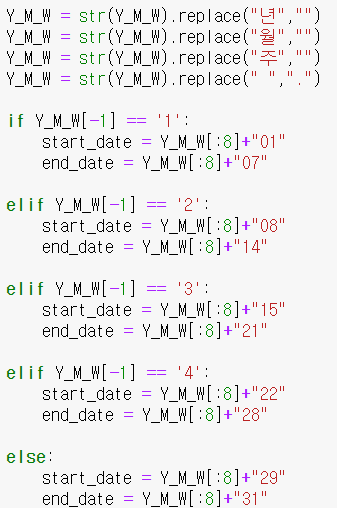 Y_M_W = str(Y_M_W).replace("년","")
Y_M_W = str(Y_M_W).replace("월","")
Y_M_W = str(Y_M_W).replace("주","")
Y_M_W = str(Y_M_W).replace(" ",".")
if Y_M_W[-1] == '1':
start_date = Y_M_W[:8]+"01"
end_date = Y_M_W[:8]+"07"
elif Y_M_W[-1] == '2':
start_date = Y_M_W[:8]+"08"
end_date = Y_M_W[:8]+"14"
elif Y_M_W[-1] == '3':
start_date = Y_M_W[:8]+"15"
end_date = Y_M_W[:8]+"21"
elif Y_M_W[-1] == '4':
start_date = Y_M_W[:8]+"22"
end_date = Y_M_W[:8]+"28"
else:
start_date = Y_M_W[:8]+"29"
end_date = Y_M_W[:8]+"31"